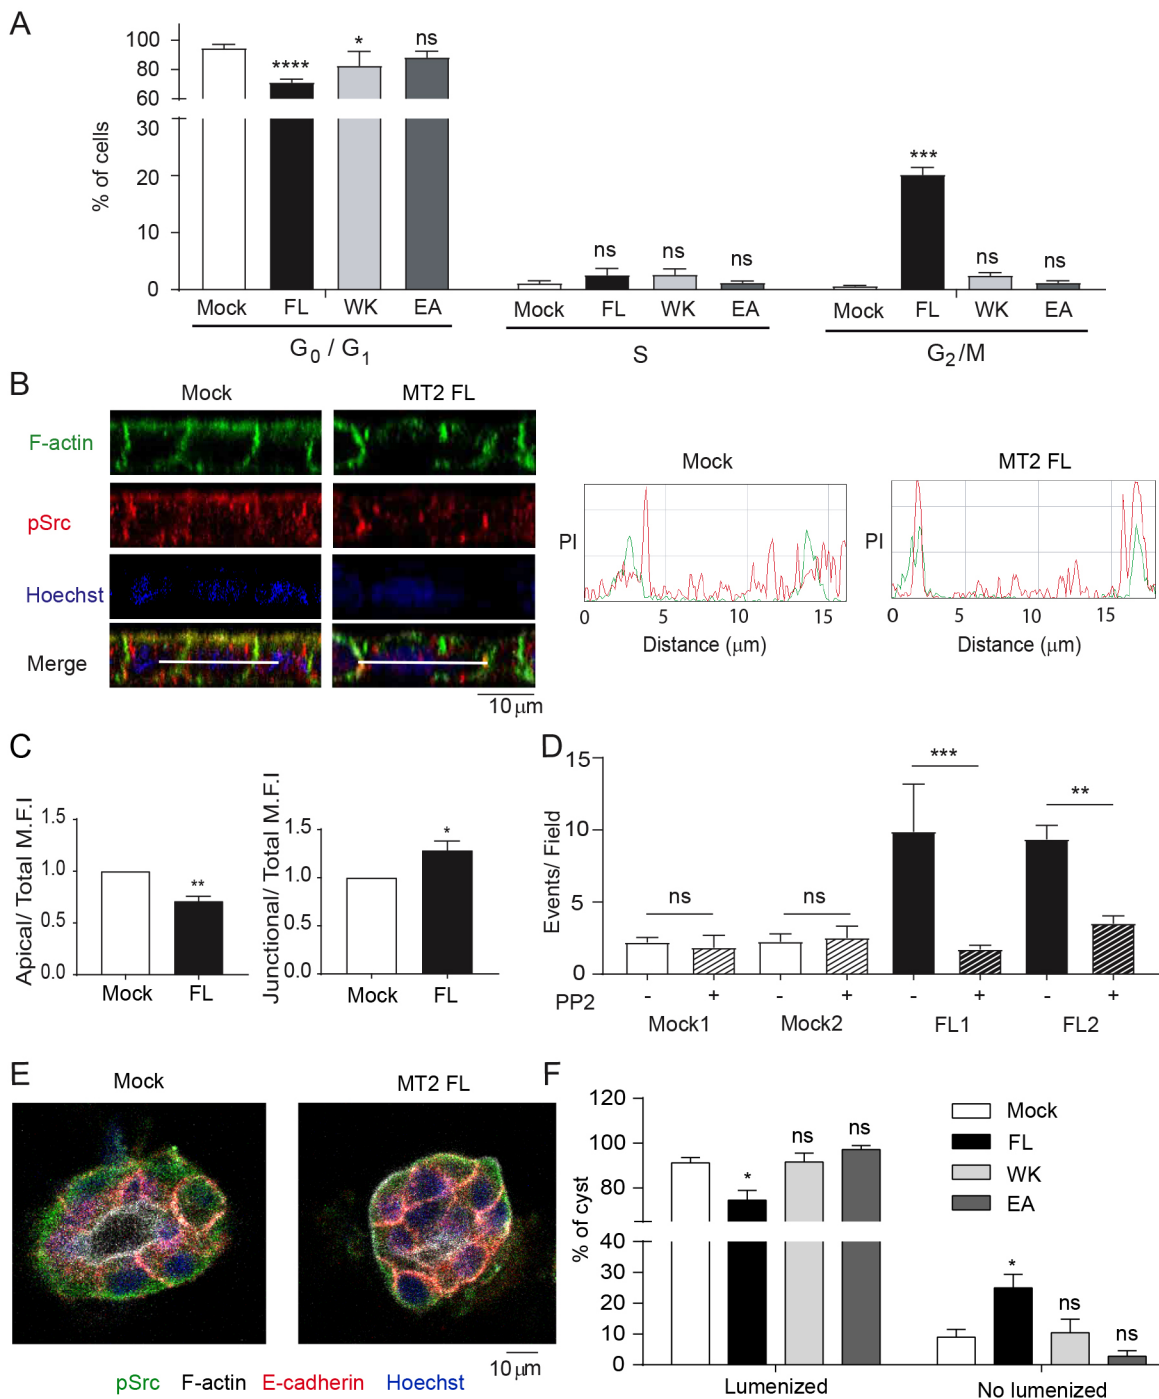 A
% of cells
100
80
60
30
20
10
0
**** * ns
ns ns ns
*** ns ns
Mock FL WK EA Mock FL WK EA Mock FL WK EA
G0 / G1 S G2/M
B
Mock MT2 FL
F-actin
pSrc
Hoechst
Merge
10 μm
Mock MT2 FL
PI PI
0 5 10 15 0 5 10 15
Distance (μm) Distance (μm)
C
Apical/ Total M.F.I
1.5
1.0
0.5
0.0
**
Mock FL
Junctional/ Total M.F.I
1.5
1.0
0.5
0.0
*
Mock FL
D
Events/ Field
15
10
5
0
ns ns *** **
PP2 - + - + - + - +
Mock1 Mock2 FL1 FL2
E
Mock MT2 FL
10 μm
pSrc F-actin E-cadherin Hoechst
F
% of cyst
120
100
80
40
30
20
10
0
* ns ns
* ns ns
Mock
FL
WK
EA
Lumenized No lumenized